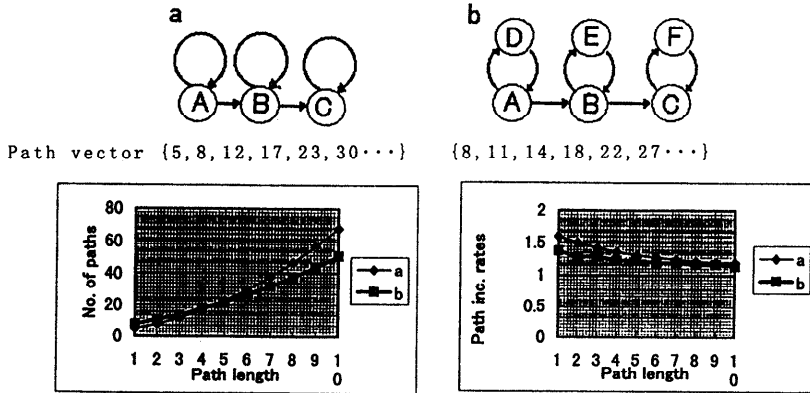 a
b
A B C
D E F
A B C
Path vector {5,8,12,17,23,30···}
{8,11,14,18,22,27···}
80
60
40
20
0
No. of paths
1 2 3 4 5 6 7 8 9 1
0
Path length
a
b
2
1.5
1
0.5
0
Path inc. rates
1 2 3 4 5 6 7 8 9 1
0
Path length
a
b